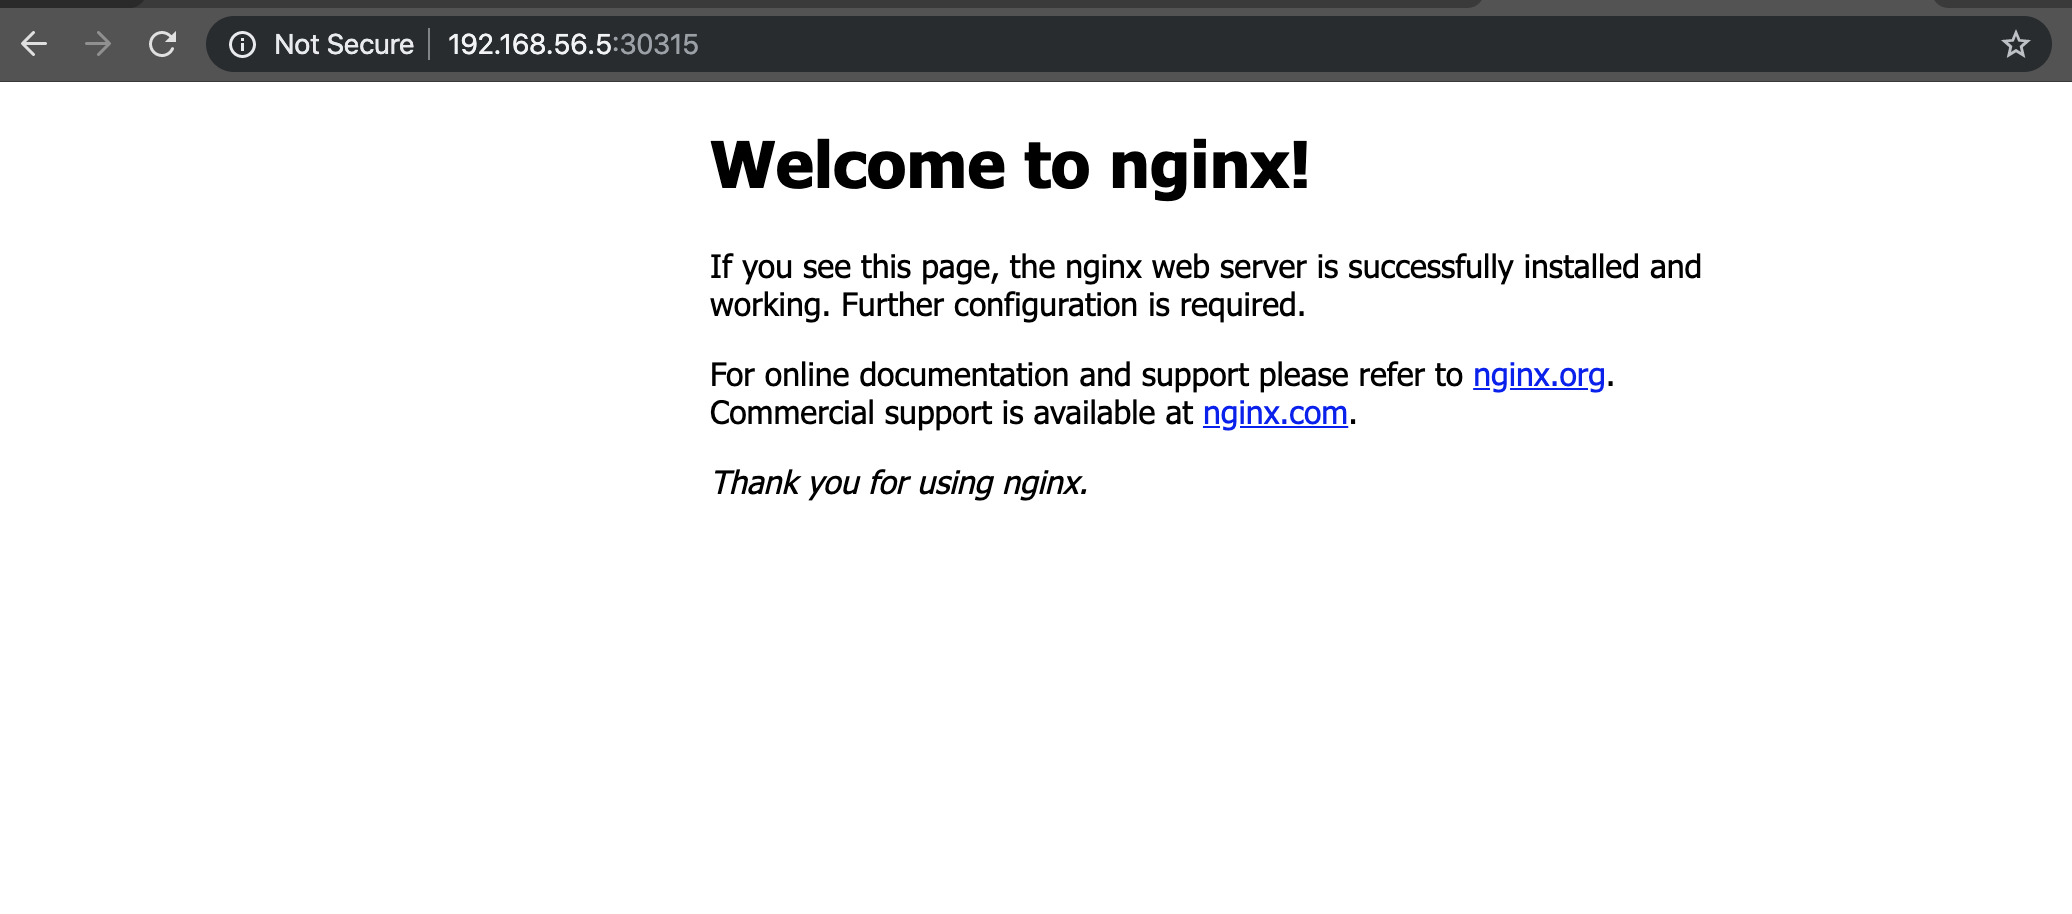 Not Secure | 192.168.56.5:30315
Welcome to nginx!
If you see this page, the nginx web server is successfully installed and
working. Further configuration is required.
For online documentation and support please refer to nginx.org.
Commercial support is available at nginx.com.
Thank you for using nginx.